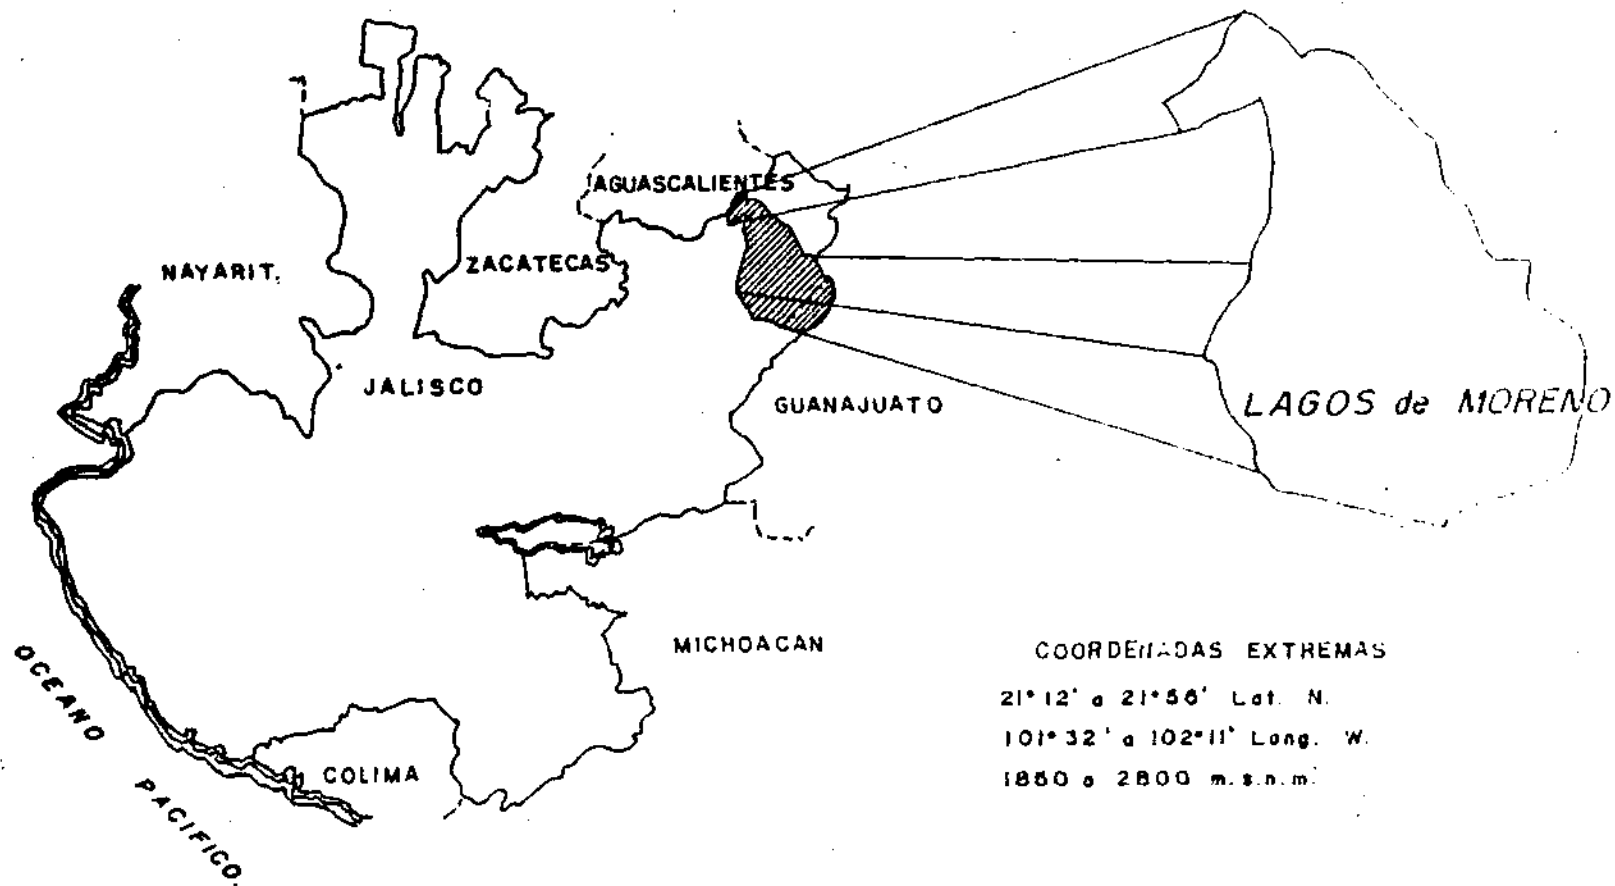 AGUASCALIENTES
NAYARIT.
ZACATECAS
JALISCO
GUANAJUATO
LAGOS de MORENO
MICHOACAN
OCEANO PACIFICO.
COLIMA
COORDENADAS EXTREMAS
21° 12' a 21° 56' Lat. N.
101° 32' a 102° 11' Long. W.
1850 a 2800 m.s.n.m.